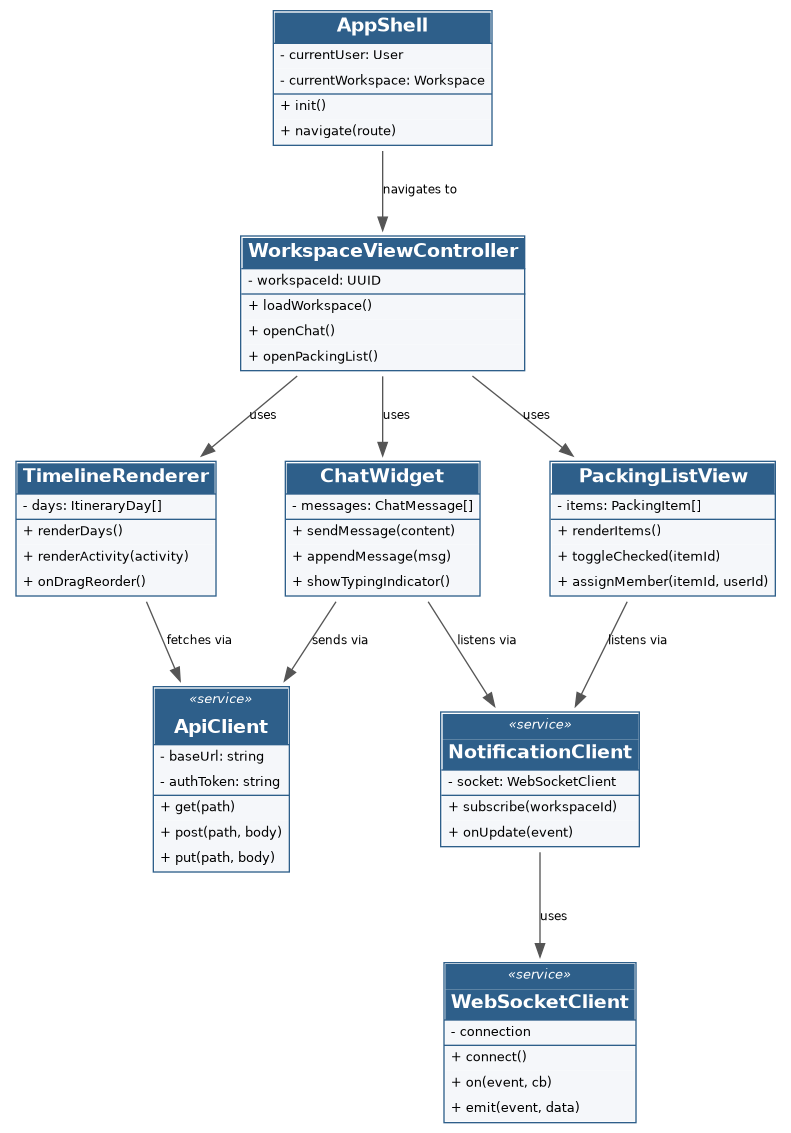 AppShell
- currentUser: User
- currentWorkspace: Workspace
+ init()
+ navigate(route)
navigates to
WorkspaceViewController
- workspaceId: UUID
+ loadWorkspace()
+ openChat()
+ openPackingList()
uses
uses
uses
TimelineRenderer
- days: ItineraryDay[]
+ renderDays()
+ renderActivity(activity)
+ onDragReorder()
ChatWidget
- messages: ChatMessage[]
+ sendMessage(content)
+ appendMessage(msg)
+ showTypingIndicator()
PackingListView
- items: PackingItem[]
+ renderItems()
+ toggleChecked(itemId)
+ assignMember(itemId, userId)
fetches via
sends via
listens via
listens via
«service»
ApiClient
- baseUrl: string
- authToken: string
+ get(path)
+ post(path, body)
+ put(path, body)
«service»
NotificationClient
- socket: WebSocketClient
+ subscribe(workspaceId)
+ onUpdate(event)
uses
«service»
WebSocketClient
- connection
+ connect()
+ on(event, cb)
+ emit(event, data)